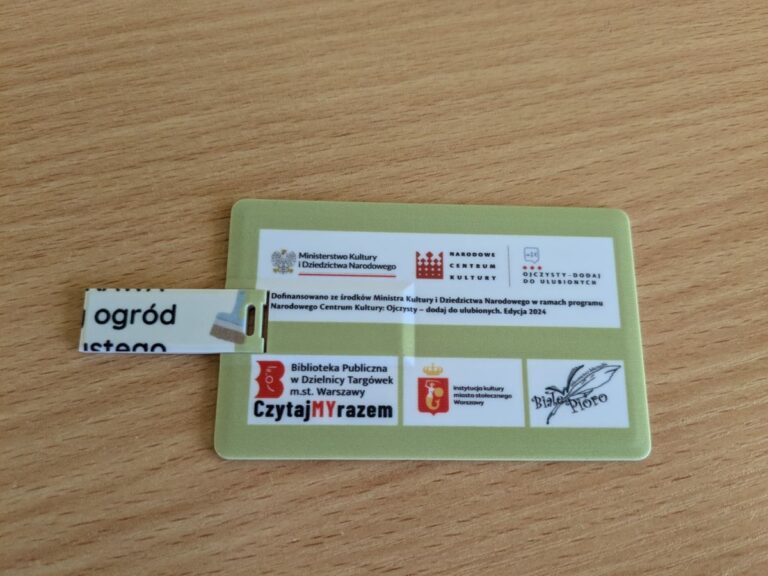 Ministerstwo Kultury
i Dziedzictwa Narodowego
NARODOWE
CENTRUM
KULTURY
OJCZYSTY–DODAJ
DO ULUBIONYCH
Dofinansowano ze środków Ministra Kultury i Dziedzictwa Narodowego w ramach programu
Narodowego Centrum Kultury: Ojczysty – dodaj do ulubionych. Edycja 2024
ogród
Biblioteka Publiczna
w Dzielnicy Targówek
m.st. Warszawy
CzytajMYrazem
Instytucja kultury
miasta stołecznego
Warszawy
Białe
Pióro